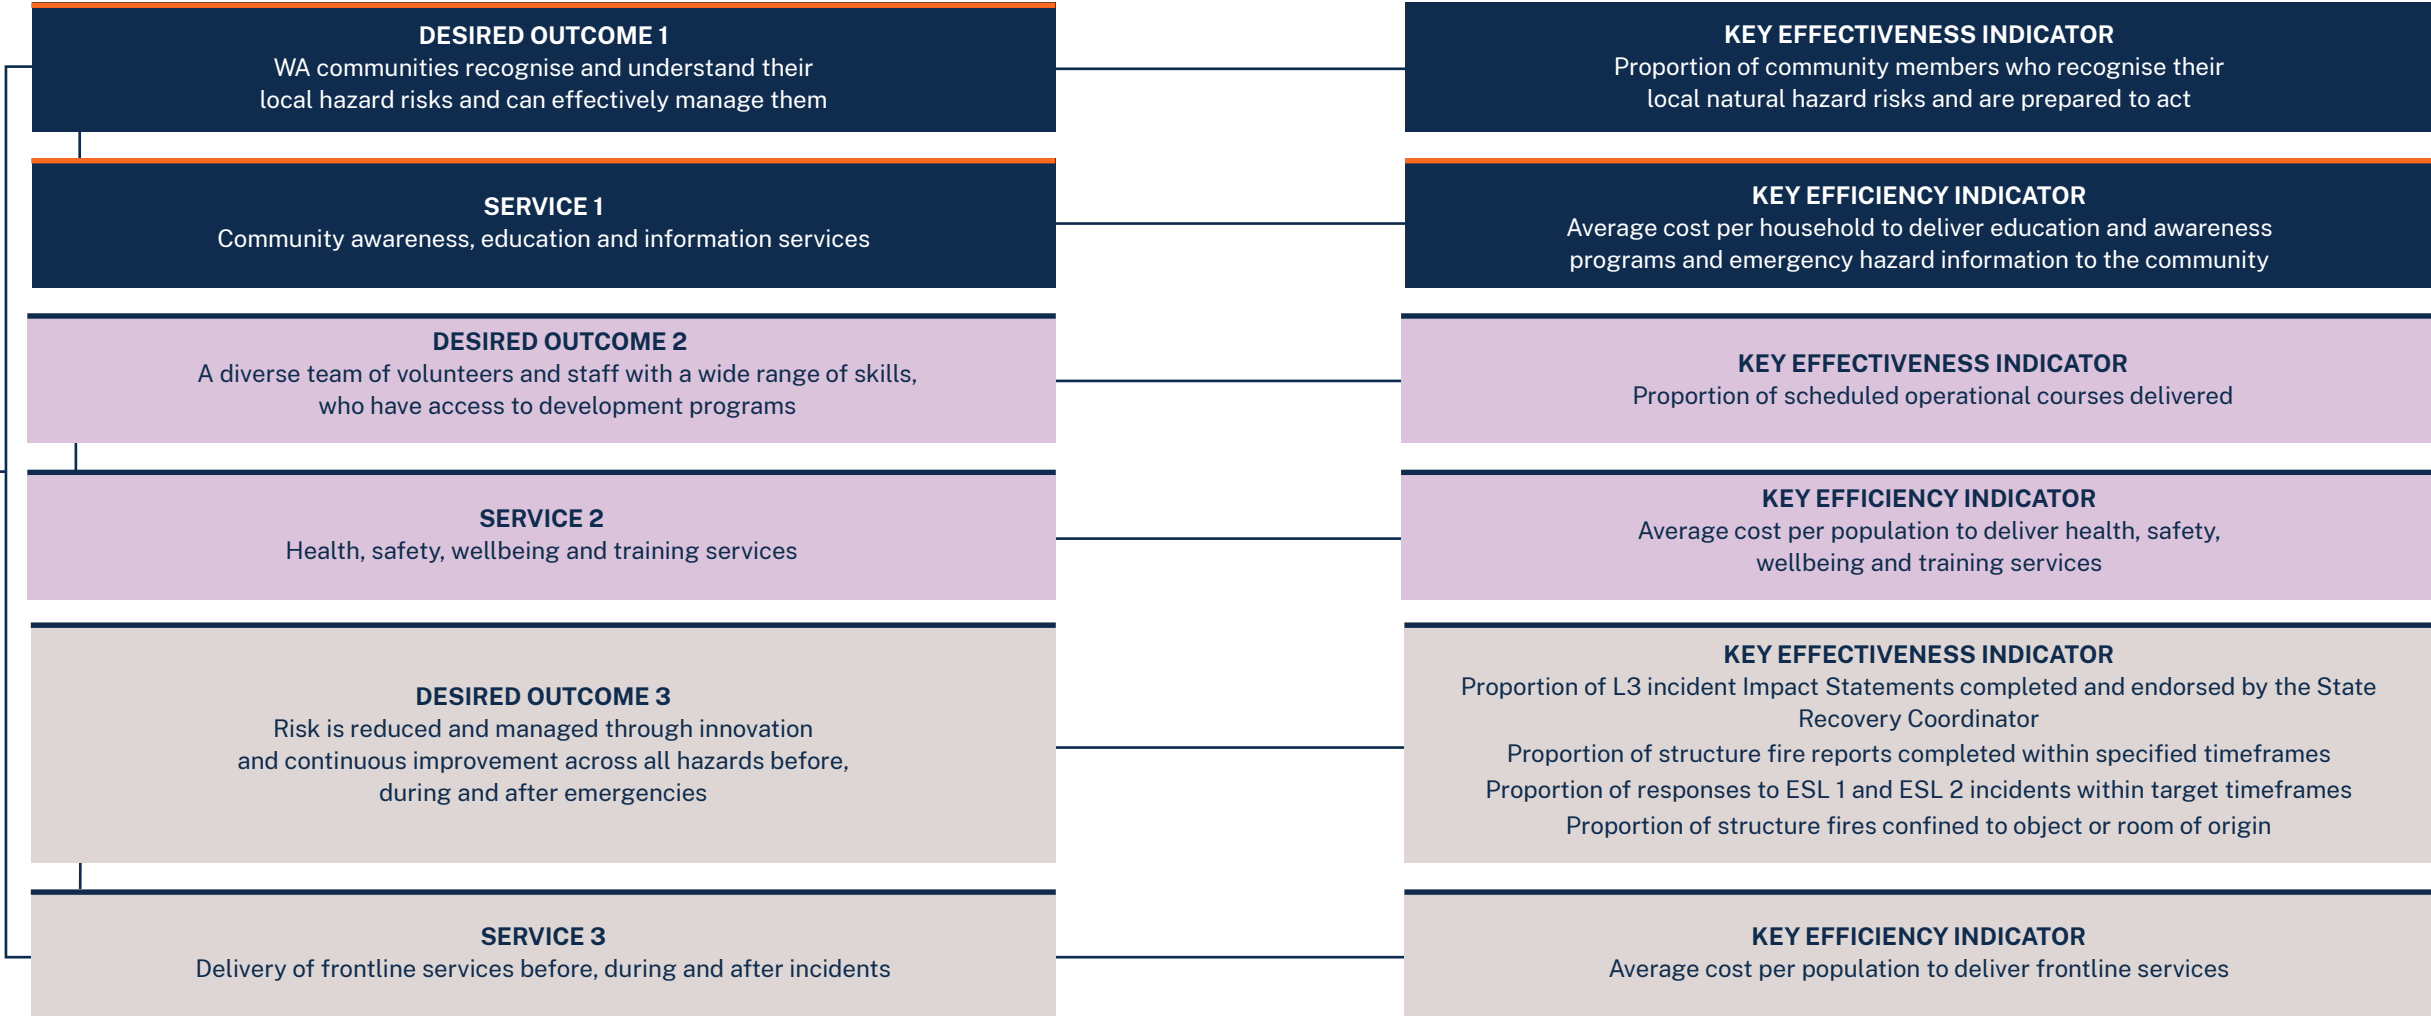 DESIRED OUTCOME 1
WA communities recognise and understand their
local hazard risks and can effectively manage them
KEY EFFECTIVENESS INDICATOR
Proportion of community members who recognise their
local natural hazard risks and are prepared to act
SERVICE 1
Community awareness, education and information services
KEY EFFICIENCY INDICATOR
Average cost per household to deliver education and awareness
programs and emergency hazard information to the community
DESIRED OUTCOME 2
A diverse team of volunteers and staff with a wide range of skills,
who have access to development programs
KEY EFFECTIVENESS INDICATOR
Proportion of scheduled operational courses delivered
SERVICE 2
Health, safety, wellbeing and training services
KEY EFFICIENCY INDICATOR
Average cost per population to deliver health, safety,
wellbeing and training services
DESIRED OUTCOME 3
Risk is reduced and managed through innovation
and continuous improvement across all hazards before,
during and after emergencies
KEY EFFECTIVENESS INDICATOR
Proportion of L3 incident Impact Statements completed and endorsed by the State
Recovery Coordinator
Proportion of structure fire reports completed within specified timeframes
Proportion of responses to ESL 1 and ESL 2 incidents within target timeframes
Proportion of structure fires confined to object or room of origin
SERVICE 3
Delivery of frontline services before, during and after incidents
KEY EFFICIENCY INDICATOR
Average cost per population to deliver frontline services